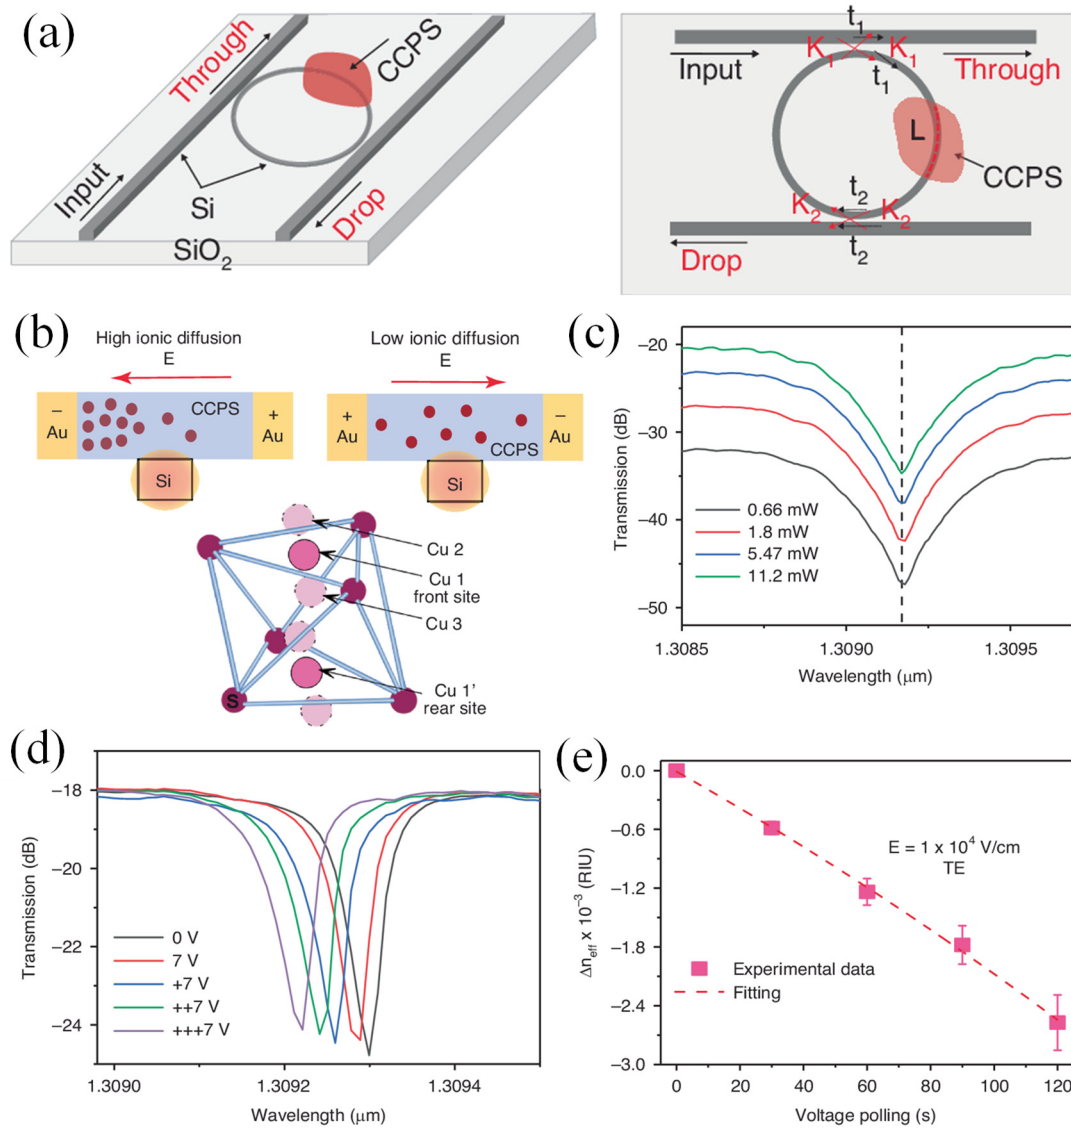 (a)
Through
CCPS
Input
Si
Drop
SiO2
t1
K1 K1
Input
t1
Through
L
CCPS
t2
K2 K2
t2
Drop
(b)
High ionic diffusion
E
− CCPS +
Au Au
Si
Low ionic diffusion
E
+ −
Au CCPS Au
Si
Cu 2
Cu 1
front site
Cu 3
Cu 1'
rear site
S
(c)
Transmission (dB)
−20
−30
−40
−50
0.66 mW
1.8 mW
5.47 mW
11.2 mW
1.3085 1.3090 1.3095
Wavelength (μm)
(d)
Transmission (dB)
−18
−20
−22
−24
0 V
7 V
+7 V
++7 V
+++7 V
1.3090 1.3092 1.3094
Wavelength (μm)
(e)
Δneff x 10−3 (RIU)
0.0
−0.6
−1.2
−1.8
−2.4
−3.0
E = 1 x 10^4 V/cm
TE
Experimental data
Fitting
0 20 40 60 80 100 120
Voltage polling (s)